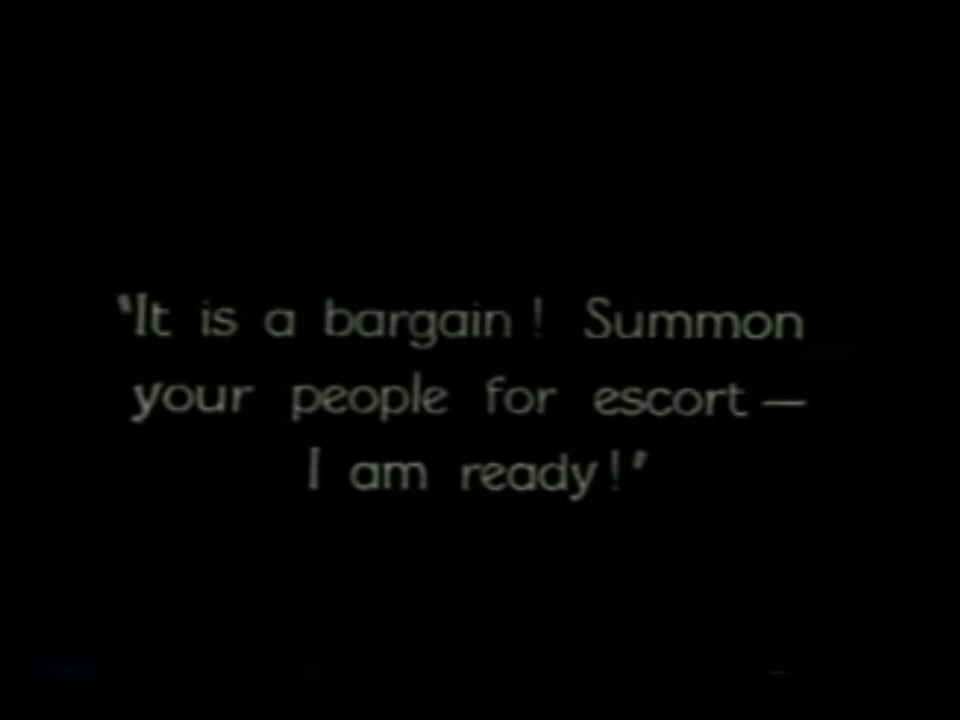 "It is a bargain! Summon
your people for escort—
I am ready!"